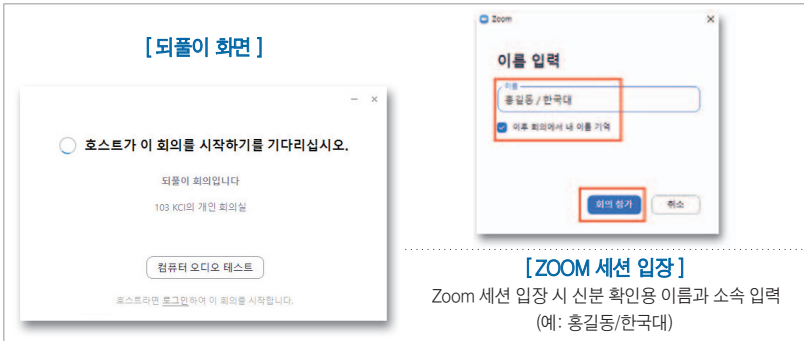 [ 되풀이 화면 ]
호스트가 이 회의를 시작하기를 기다리십시오.
되풀이 회의입니다
103 KCI의 개인 회의실
컴퓨터 오디오 테스트
호스트라면 로그인하여 이 회의를 시작합니다.
Zoom
이름 입력
이름
홍길동 / 한국대
이후 회의에서 내 이름 기억
회의 참가
취소
[ ZOOM 세션 입장 ]
Zoom 세션 입장 시 신분 확인용 이름과 소속 입력
(예: 홍길동/한국대)